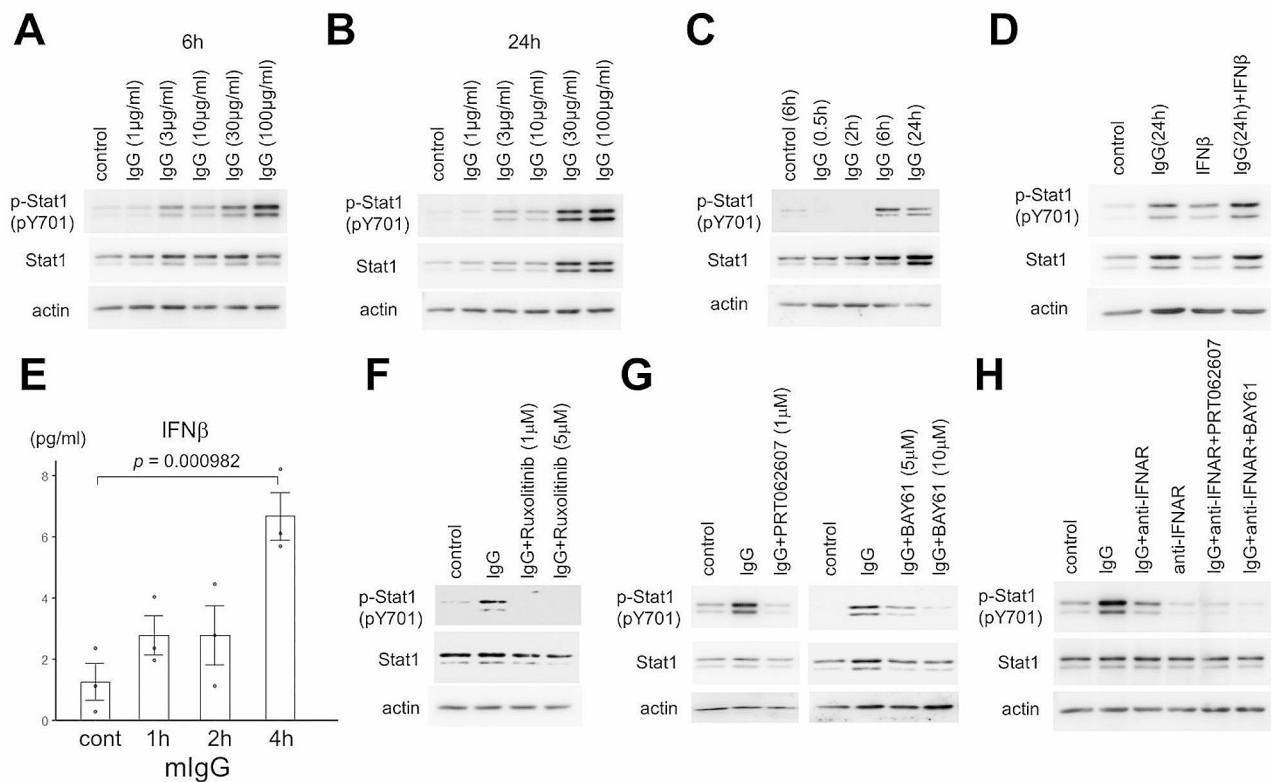 A
6h
control
IgG (1μg/ml)
IgG (3μg/ml)
IgG (10μg/ml)
IgG (30μg/ml)
IgG (100μg/ml)
p-Stat1
(pY701)
Stat1
actin
B
24h
control
IgG (1μg/ml)
IgG (3μg/ml)
IgG (10μg/ml)
IgG (30μg/ml)
IgG (100μg/ml)
p-Stat1
(pY701)
Stat1
actin
C
control (6h)
IgG (0.5h)
IgG (2h)
IgG (6h)
IgG (24h)
p-Stat1
(pY701)
Stat1
actin
D
control
IgG(24h)
IFNβ
IgG(24h)+IFNβ
p-Stat1
(pY701)
Stat1
actin
E
(pg/ml)
IFNβ
p = 0.000982
8
6
4
2
0
cont
1h
2h
4h
mIgG
F
control
IgG
IgG+Ruxolitinib (1μM)
IgG+Ruxolitinib (5μM)
p-Stat1
(pY701)
Stat1
actin
G
control
IgG
IgG+PRT062607 (1μM)
control
IgG
IgG+BAY61 (5μM)
IgG+BAY61 (10μM)
p-Stat1
(pY701)
Stat1
actin
H
control
IgG
IgG+anti-IFNAR
anti-IFNAR
IgG+anti-IFNAR+PRT062607
IgG+anti-IFNAR+BAY61
p-Stat1
(pY701)
Stat1
actin